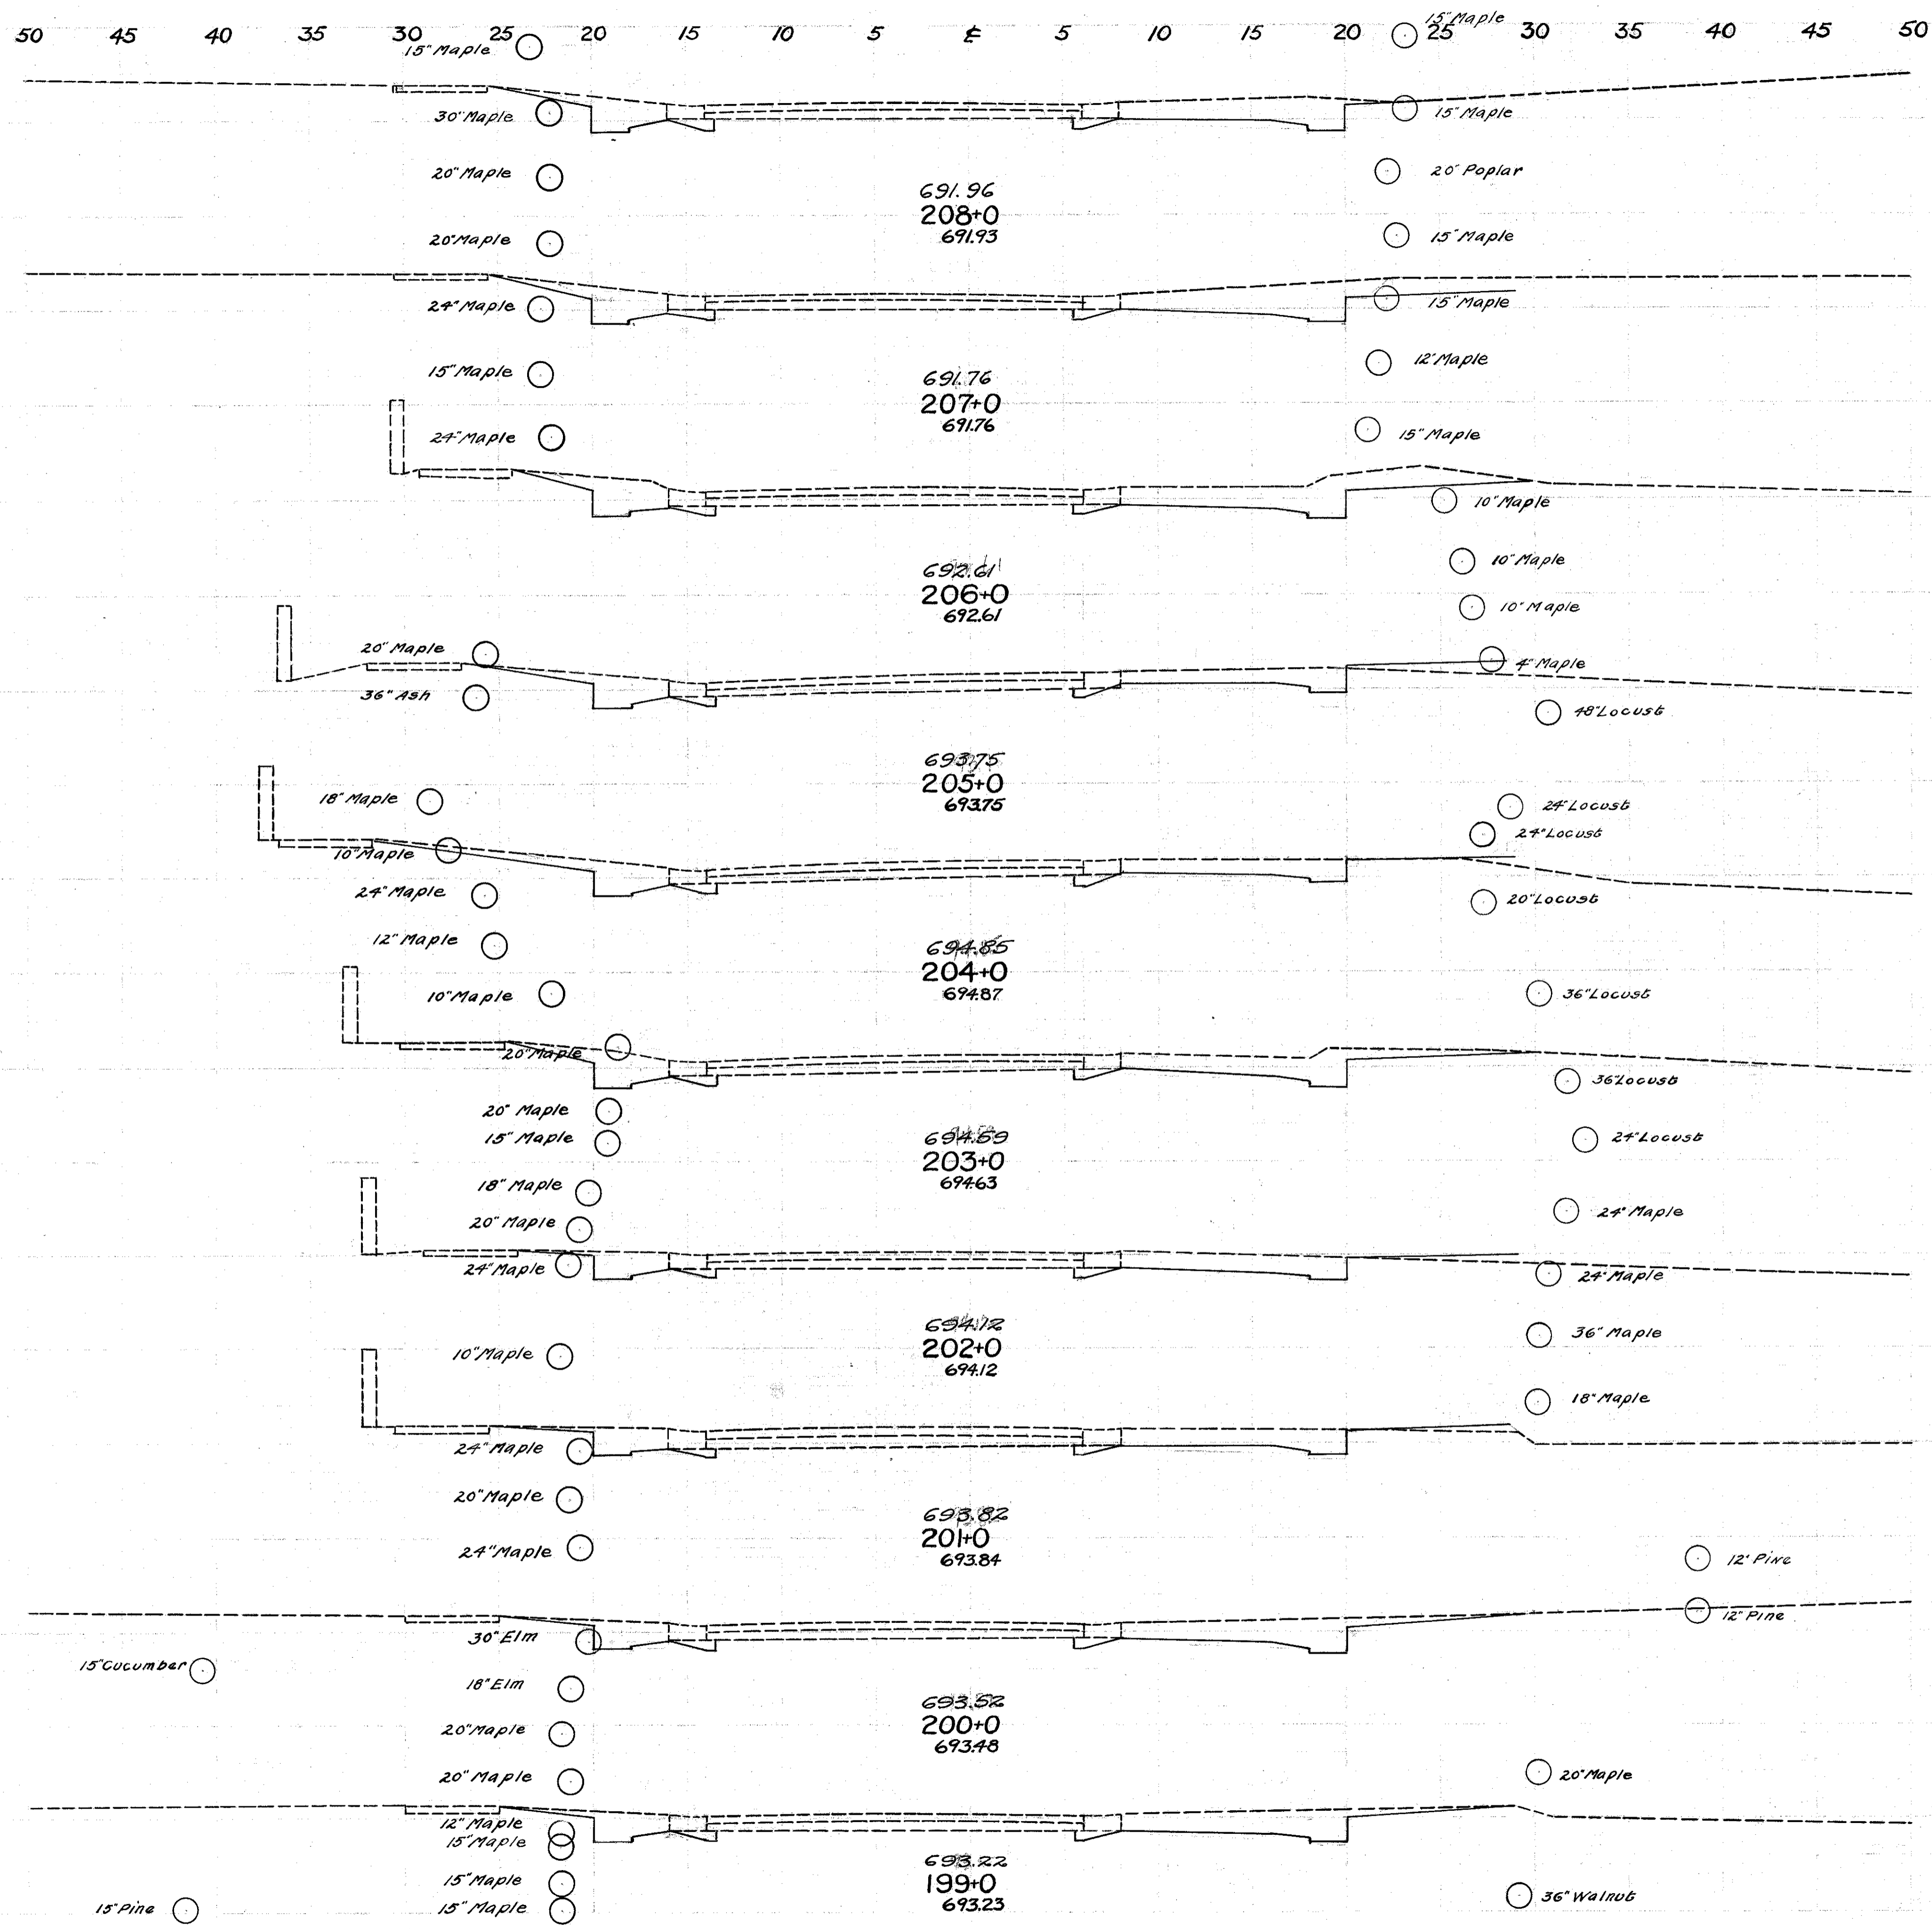 50 45 40 35 30 25 20 15 10 5 ȼ 5 10 15 20 25 30 35 40 45 50
15" Maple
15" Maple
30" Maple
15" Maple
20" Maple
20" Poplar
691.96
208+0
691.93
20" Maple
15" Maple
24" Maple
15" Maple
15" Maple
12" Maple
691.76
207+0
691.76
24" Maple
15" Maple
10" Maple
10" Maple
692.61
206+0
692.61
10" Maple
20" Maple
4" Maple
36" Ash
48" Locust
693.75
205+0
693.75
18" Maple
24" Locust
24" Locust
10" Maple
24" Maple
20" Locust
12" Maple
694.85
204+0
694.87
10" Maple
36" Locust
20" Maple
36" Locust
20" Maple
15" Maple
24" Locust
694.59
203+0
694.63
18" Maple
24" Maple
20" Maple
24" Maple
24" Maple
694.12
202+0
694.12
36" Maple
10" Maple
18" Maple
24" Maple
20" Maple
693.82
201+0
693.84
24" Maple
12" Pine
12" Pine
30" Elm
15" Cucumber
18" Elm
693.52
200+0
693.48
20" Maple
20" Maple
20" Maple
12" Maple
15" Maple
693.22
199+0
693.23
15" Maple
36" Walnut
15" Pine
15" Maple